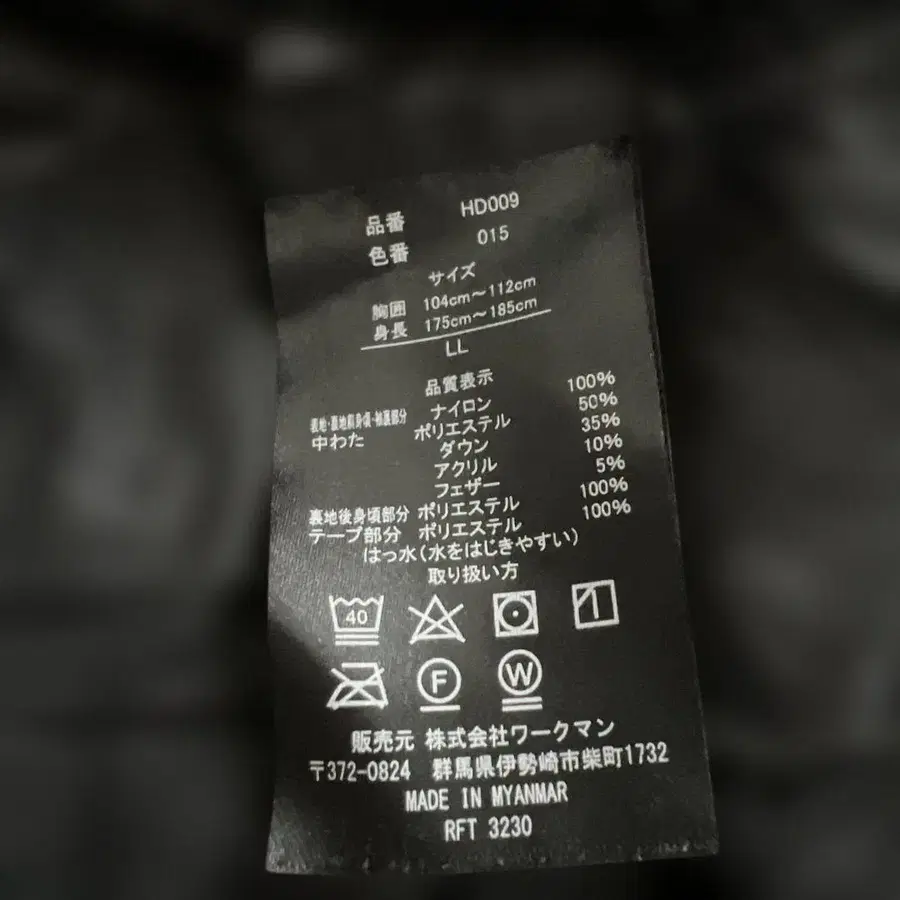 品番 HD009
色番 015
サイズ
胸囲 104cm～112cm
身長 175cm～185cm
LL
品質表示
表地・裏地前身頃・袖裏部分 ナイロン 100%
中わた ポリエステル 50%
ダウン 35%
アクリル 10%
フェザー 5%
裏地後身頃部分 ポリエステル 100%
テープ部分 ポリエステル 100%
はっ水(水をはじきやすい)
取り扱い方
40
F W
販売元 株式会社ワークマン
〒372-0824 群馬県伊勢崎市柴町1732
MADE IN MYANMAR
RFT 3230